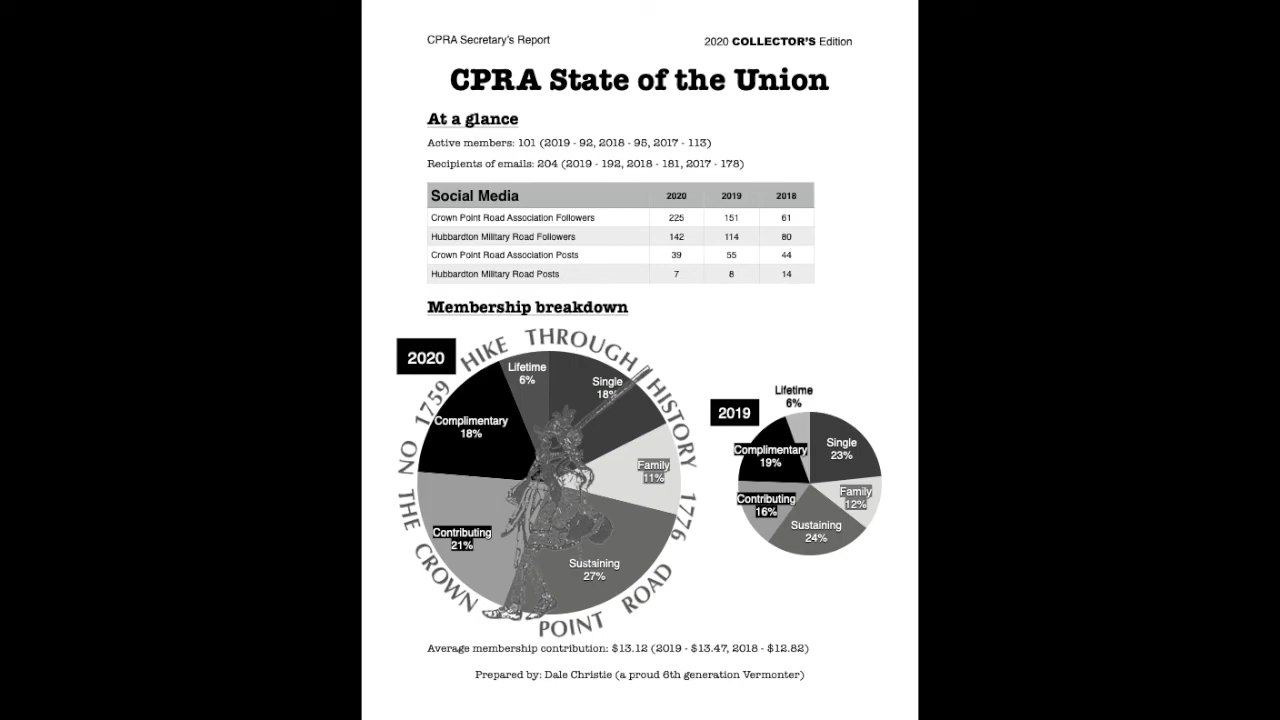 CPRA Secretary's Report
2020 COLLECTOR'S Edition
CPRA State of the Union
At a glance
Active members: 101 (2019 - 92, 2018 - 95, 2017 - 113)
Recipients of emails: 204 (2019 - 192, 2018 - 181, 2017 - 178)
Social Media 2020 2019 2018
Crown Point Road Association Followers 225 151 61
Hubbardton Military Road Followers 142 114 80
Crown Point Road Association Posts 39 55 44
Hubbardton Military Road Posts 7 8 14
Membership breakdown
2020
HIKE THROUGH HISTORY 1776
NO 1759
THE CROWN POINT ROAD
Lifetime
6%
Single
18%
Complimentary
18%
Family
11%
Contributing
21%
Sustaining
27%
2019
Lifetime
6%
Single
23%
Complimentary
19%
Family
12%
Contributing
16%
Sustaining
24%
Average membership contribution: $13.12 (2019 - $13.47, 2018 - $12.82)
Prepared by: Dale Christie (a proud 6th generation Vermonter)